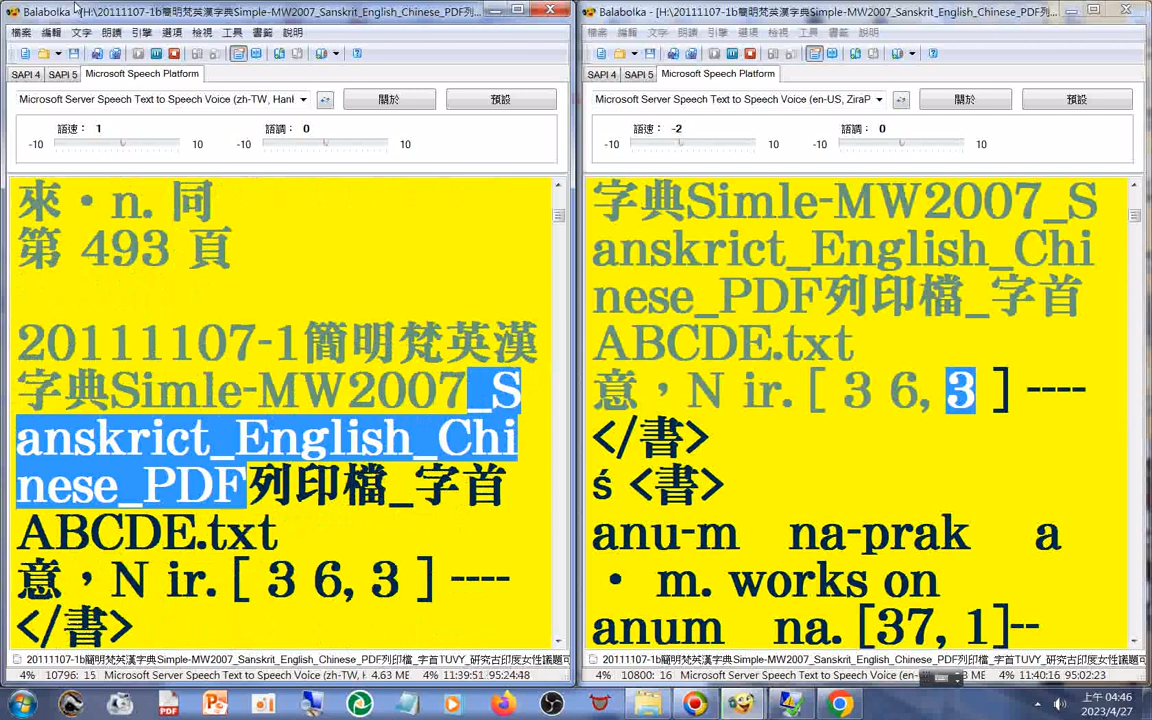 Balabolka - [H:\20111107-1b簡明梵英漢字典Simple-MW2007_Sanskrit_English_Chinese_PDF列...
檔案 編輯 文字 朗讀 引擎 選項 檢視 工具 書籤 說明
SAPI 4 SAPI 5 Microsoft Speech Platform
Microsoft Server Speech Text to Speech Voice (zh-TW, Hanl
關於 預設
語速： 1 語調： 0
-10 10 -10 10
來・n. 同
第 493 頁
20111107-1簡明梵英漢
字典Simle-MW2007_S
anskrict_English_Chi
nese_PDF列印檔_字首
ABCDE.txt
意，N ir. [ 3 6, 3 ] ----
</書>
20111107-1b簡明梵英漢字典Simple-MW2007_Sanskrit_English_Chinese_PDF列印檔_字首TUVY_研究古印度女性議題可
4% 10796: 15 Microsoft Server Speech Text to Speech Voice (zh-TW, H 4.63 ME 4% 11:39:51 95:24:48
Balabolka - [H:\20111107-1b簡明梵英漢字典Simple-MW2007_Sanskrit_English_Chinese_PDF列...
檔案 編輯 文字 朗讀 引擎 選項 檢視 工具 書籤 說明
SAPI 4 SAPI 5 Microsoft Speech Platform
Microsoft Server Speech Text to Speech Voice (en-US, ZiraP
關於 預設
語速： -2 語調： 0
-10 10 -10 10
字典Simle-MW2007_S
anskrict_English_Chi
nese_PDF列印檔_字首
ABCDE.txt
意，N ir. [ 3 6, 3 ] ----
</書>
ś <書>
anu-m na-prak a
・ m. works on
anum na. [37, 1]--
20111107-1b簡明梵英漢字典Simple-MW2007_Sanskrit_English_Chinese_PDF列印檔_字首TUVY_研究古印度女性議題可
4% 10800: 16 Microsoft Server Speech Text to Speech Voice (en-US, Z 4.63 ME 4% 11:40:16 95:02:23
上午 04:46
2023/4/27